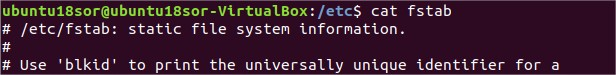 ubuntu18sor@ubuntu18sor-VirtualBox:/etc$ cat fstab
# /etc/fstab: static file system information.
#
# Use 'blkid' to print the universally unique identifier for a